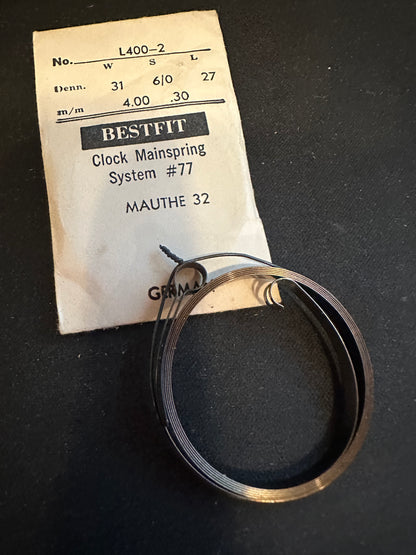 No. L400-2
W S L
Denn. 31 6/0 27
m/m 4.00 .30
BESTFIT
Clock Mainspring
System #77
MAUTHE 32